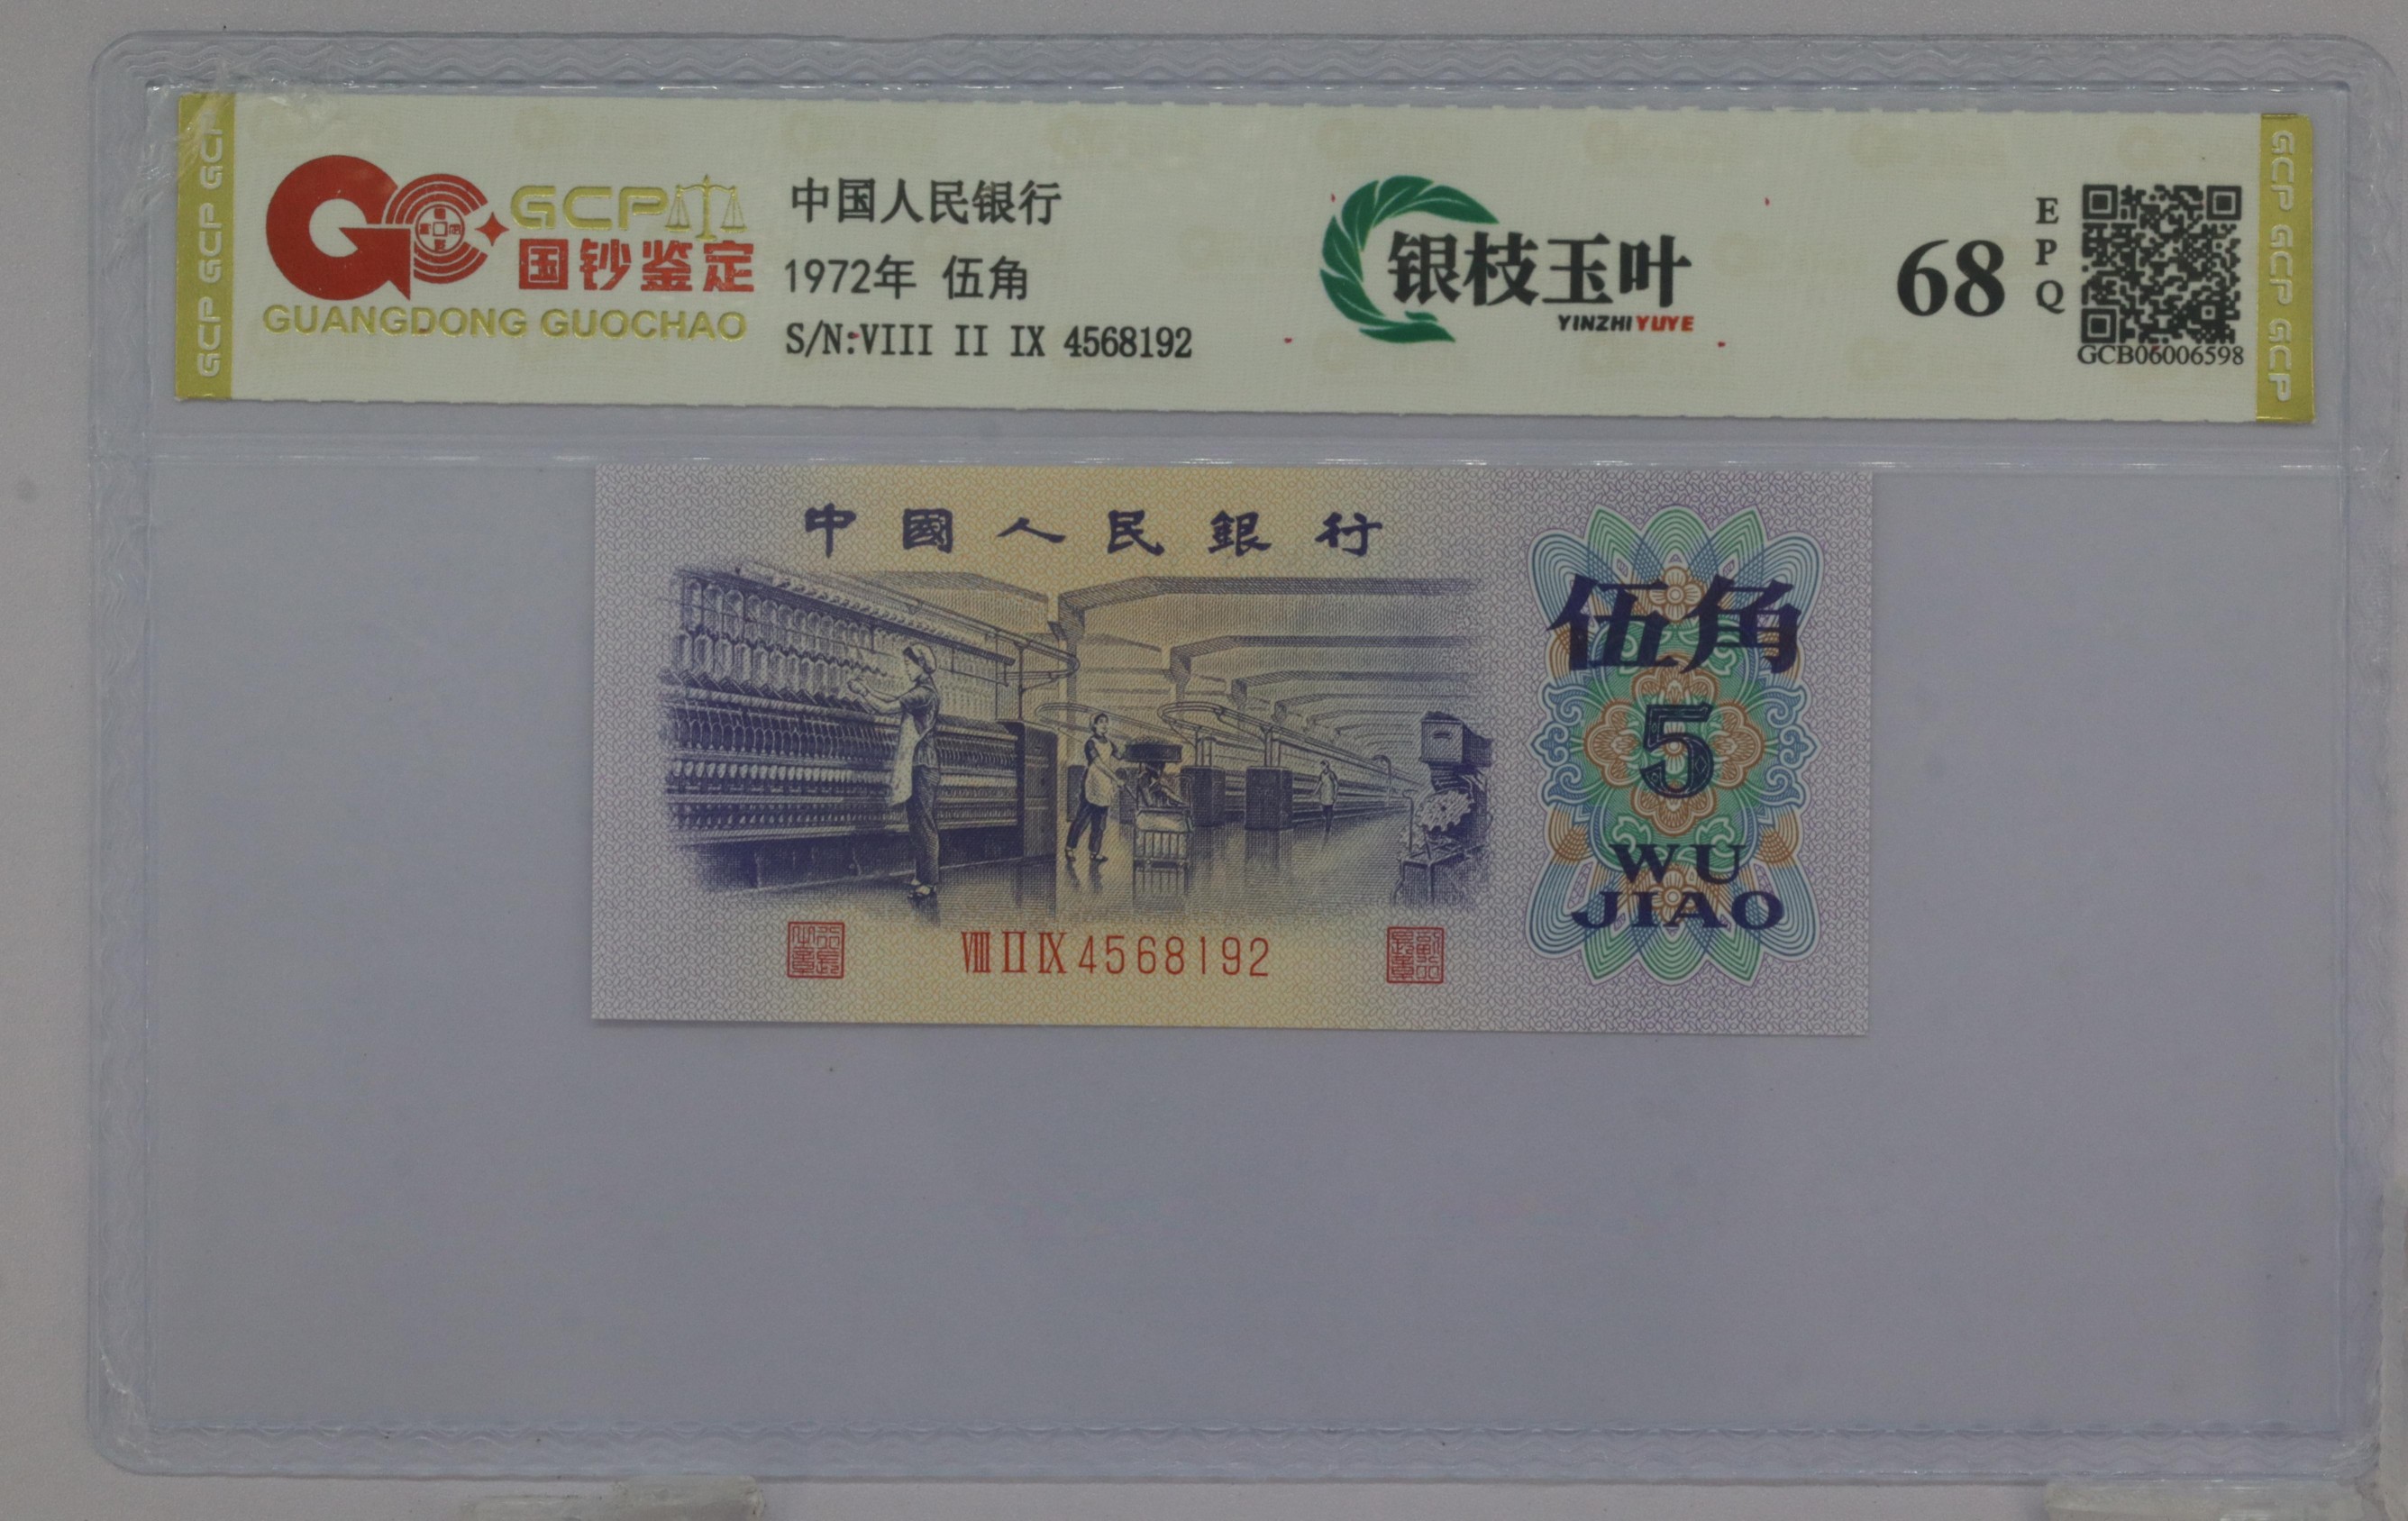 GCP GCP GCP
GCP
国钞鉴定
GUANGDONG GUOCHAO
中国人民银行
1972年 伍角
S/N:VIII II IX 4568192
银枝玉叶
YINZHIYUYE
68
EPQ
GCB06006598
GCP GCP GCP
中國人民銀行
伍角
5
WU
JIAO
VIII II IX 4568192